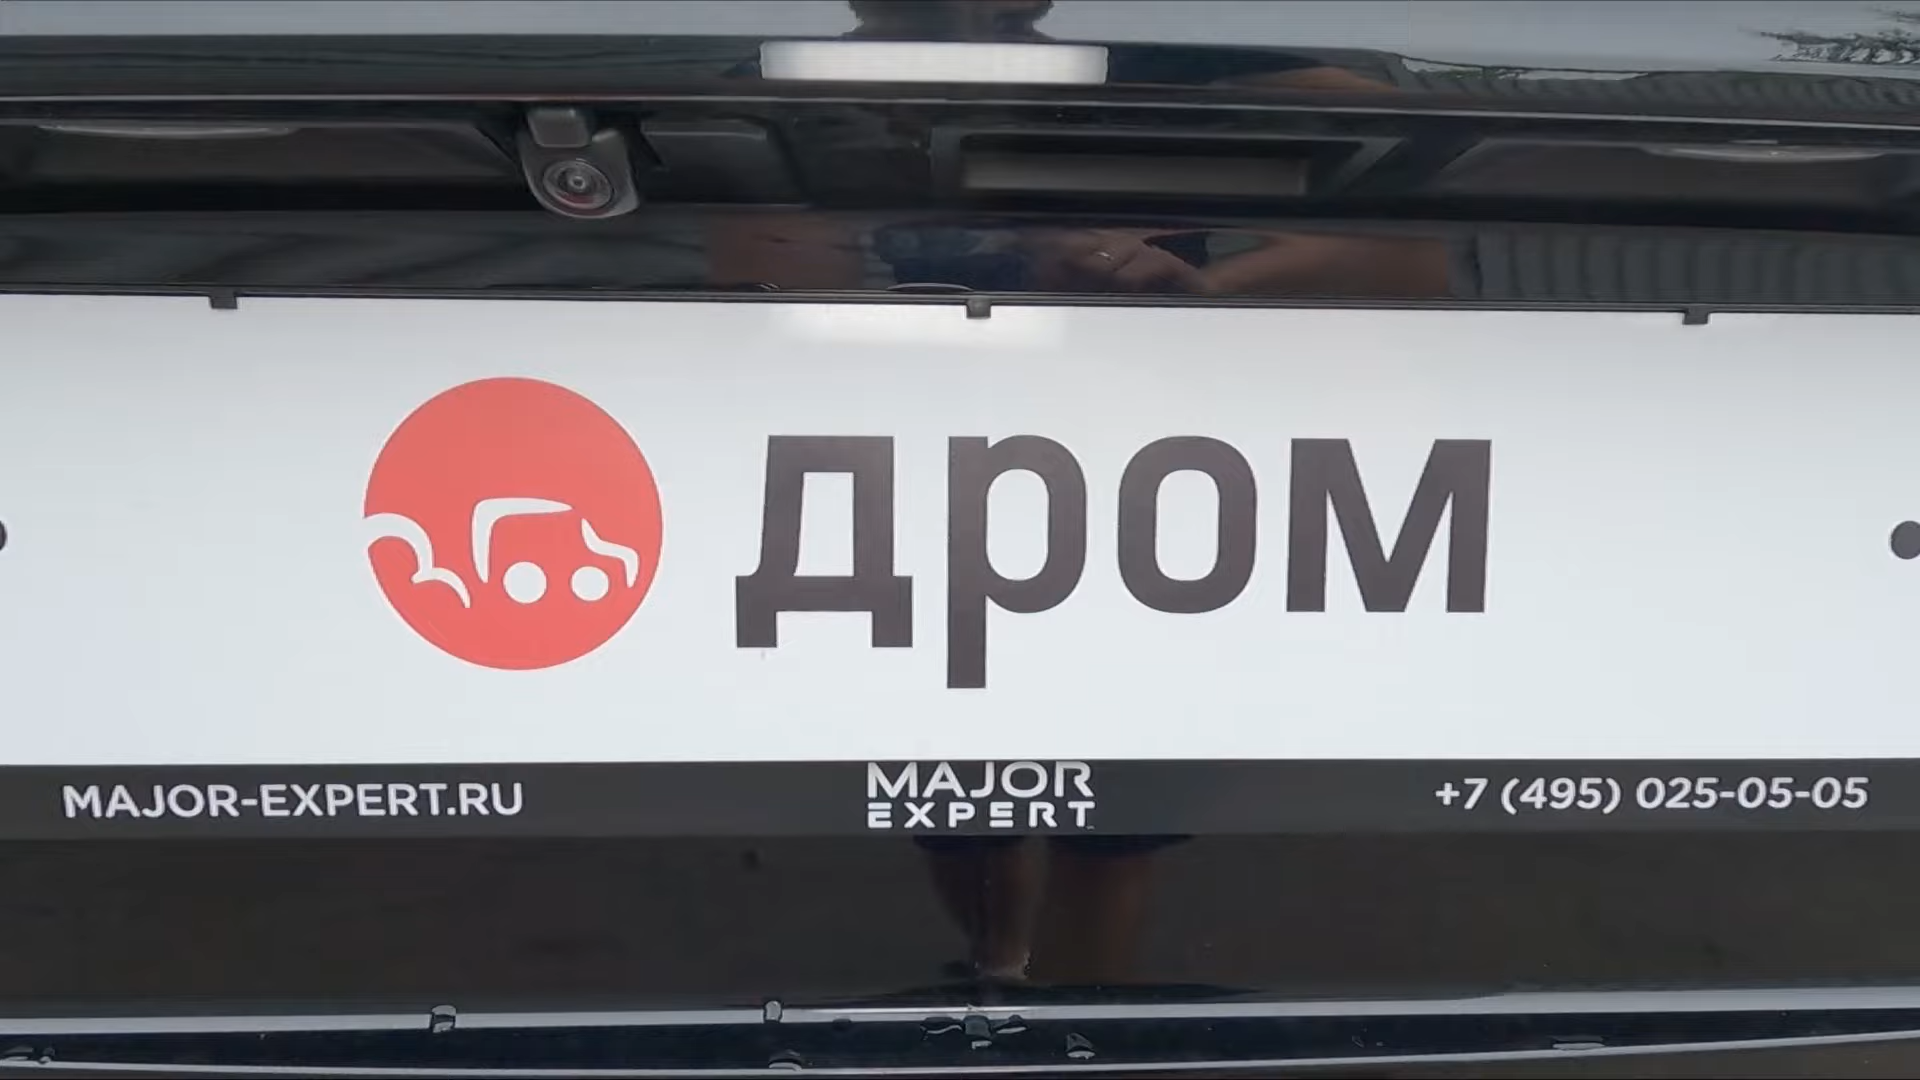 дром
MAJOR-EXPERT.RU
MAJOR
EXPERT
+7 (495) 025-05-05